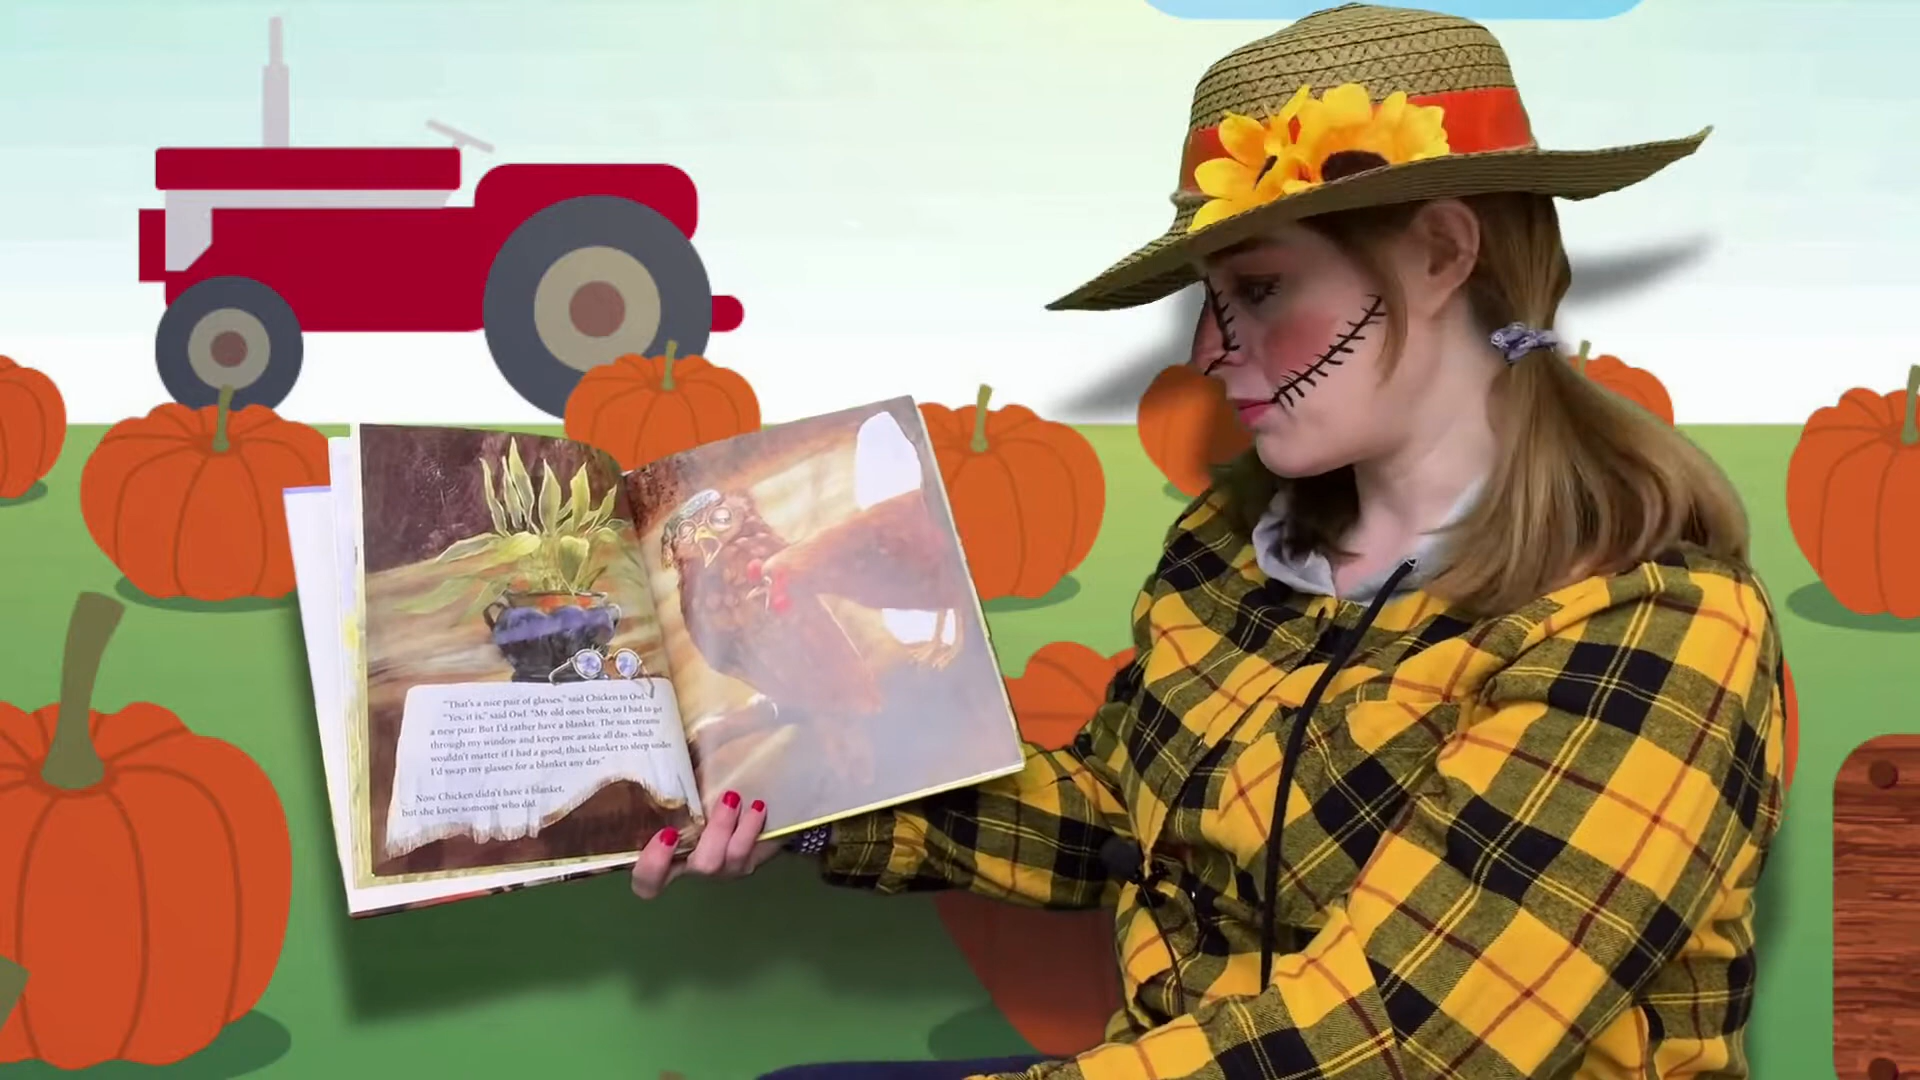 "That's a nice pair of glasses," said Chicken to Owl.
"Yes, it is," said Owl. "My old ones broke, so I had to get
a new pair. But I'd rather have a blanket. The sun streams
through my window and keeps me awake all day, which
wouldn't matter if I had a good, thick blanket to sleep under.
I'd swap my glasses for a blanket any day."
Now Chicken didn't have a blanket,
but she knew someone who did.